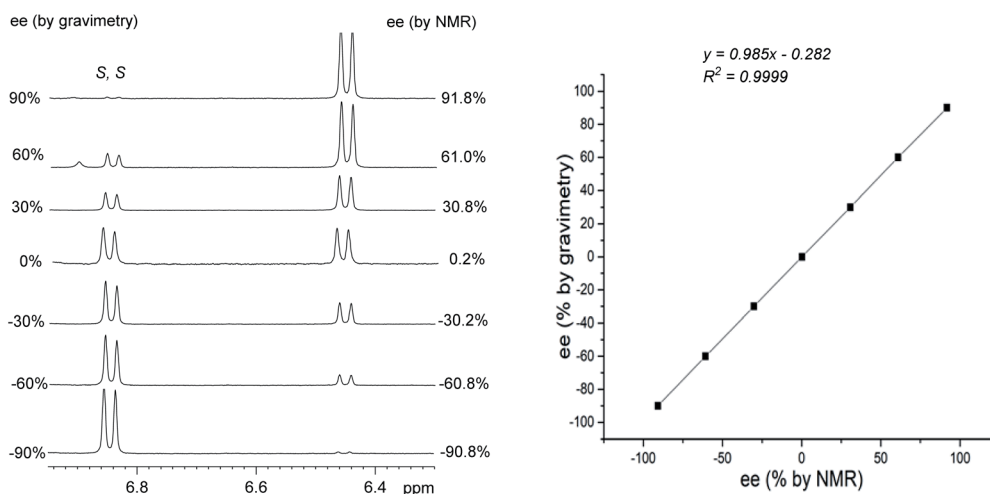 ee (by gravimetry) ee (by NMR)
S, S
90% 91.8%
60% 61.0%
30% 30.8%
0% 0.2%
-30% -30.2%
-60% -60.8%
-90% -90.8%
6.8 6.6 6.4 ppm
y = 0.985x - 0.282
R² = 0.9999
ee (% by gravimetry)
100
80
60
40
20
0
-20
-40
-60
-80
-100
-100 -50 0 50 100
ee (% by NMR)